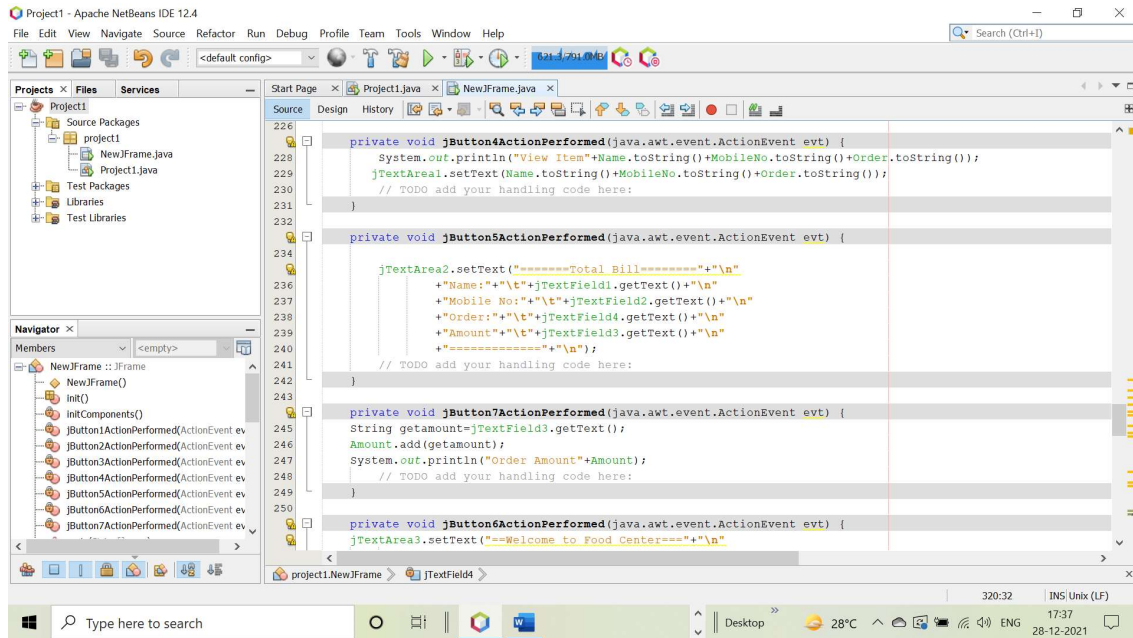 Project1 - Apache NetBeans IDE 12.4
File Edit View Navigate Source Refactor Run Debug Profile Team Tools Window Help
Search (Ctrl+I)
<default config>
621.3/791.0MB
Projects Files Services
Project1
Source Packages
project1
NewJFrame.java
Project1.java
Test Packages
Libraries
Test Libraries
Navigator
Members <empty>
NewJFrame :: JFrame
NewJFrame()
init()
initComponents()
jButton1ActionPerformed(ActionEvent ev
jButton2ActionPerformed(ActionEvent ev
jButton3ActionPerformed(ActionEvent ev
jButton4ActionPerformed(ActionEvent ev
jButton5ActionPerformed(ActionEvent ev
jButton6ActionPerformed(ActionEvent ev
jButton7ActionPerformed(ActionEvent ev
Start Page Project1.java NewJFrame.java
Source Design History
226
private void jButton4ActionPerformed(java.awt.event.ActionEvent evt) {
228 System.out.println("View Item"+Name.toString()+MobileNo.toString()+Order.toString());
229 jTextArea1.setText(Name.toString()+MobileNo.toString()+Order.toString());
230 // TODO add your handling code here:
231 }
232
private void jButton5ActionPerformed(java.awt.event.ActionEvent evt) {
234
jTextArea2.setText("=======Total Bill========"+"\n"
236 +"Name:"+"\t"+jTextField1.getText()+"\n"
237 +"Mobile No:"+"\t"+jTextField2.getText()+"\n"
238 +"Order:"+"\t"+jTextField4.getText()+"\n"
239 +"Amount"+"\t"+jTextField3.getText()+"\n"
240 +"============="+"\n");
241 // TODO add your handling code here:
242 }
243
private void jButton7ActionPerformed(java.awt.event.ActionEvent evt) {
245 String getamount=jTextField3.getText();
246 Amount.add(getamount);
247 System.out.println("Order Amount"+Amount);
248 // TODO add your handling code here:
249 }
250
private void jButton6ActionPerformed(java.awt.event.ActionEvent evt) {
jTextArea3.setText("==Welcome to Food Center==="+"\n"
project1.NewJFrame jTextField4
320:32 INS Unix (LF)
Type here to search
Desktop 28°C ENG 17:37
28-12-2021